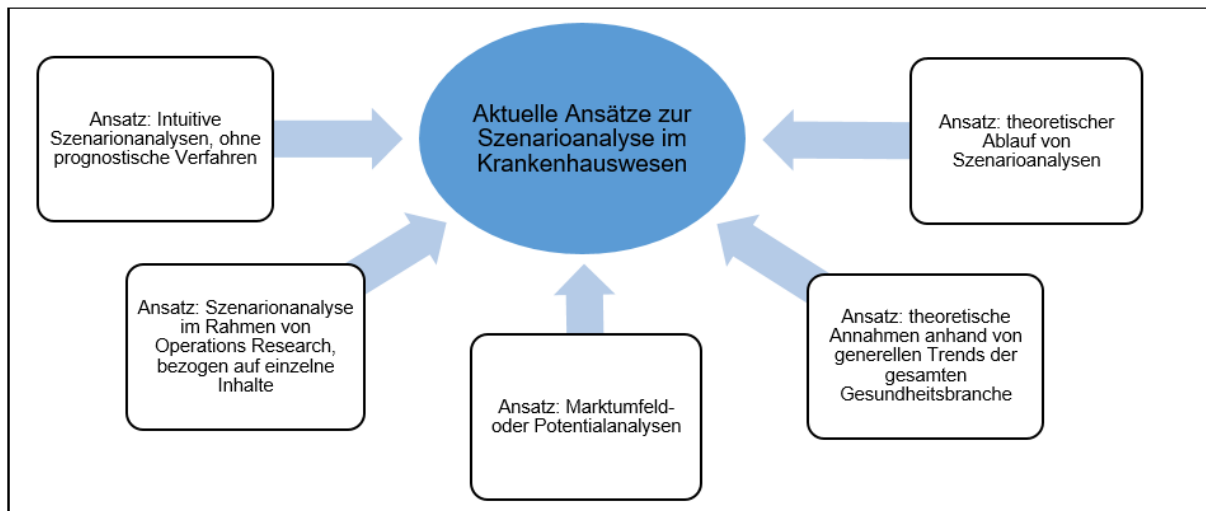 Aktuelle Ansätze zur
Szenarioanalyse im
Krankenhauswesen
Ansatz: Intuitive
Szenarionanalysen, ohne
prognostische Verfahren
Ansatz: theoretischer
Ablauf von
Szenarioanalysen
Ansatz: Szenarionanalyse
im Rahmen von
Operations Research,
bezogen auf einzelne
Inhalte
Ansatz: Marktumfeld-
oder Potentialanalysen
Ansatz: theoretische
Annahmen anhand von
generellen Trends der
gesamten
Gesundheitsbranche